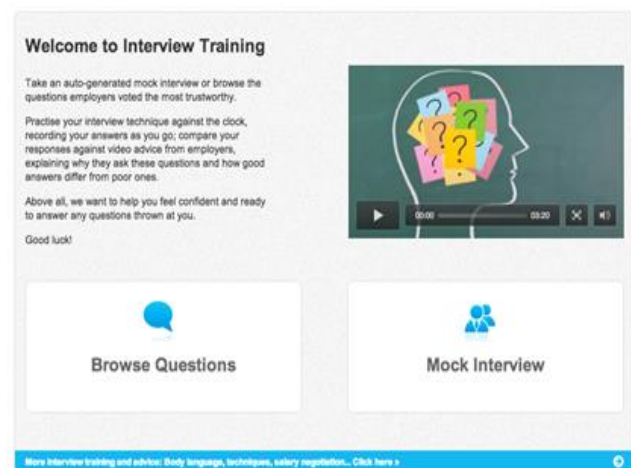 Welcome to Interview Training
Take an auto-generated mock interview or browse the
questions employers voted the most trustworthy.
Practise your interview technique against the clock,
recording your answers as you go; compare your
responses against video advice from employers,
explaining why they ask these questions and how good
answers differ from poor ones.
Above all, we want to help you feel confident and ready
to answer any questions thrown at you.
Good luck!
? ? ? ? ?
00:00 03:20
Browse Questions
Mock Interview
More interview training and advice: Body language, techniques, salary negotiation... Click here »